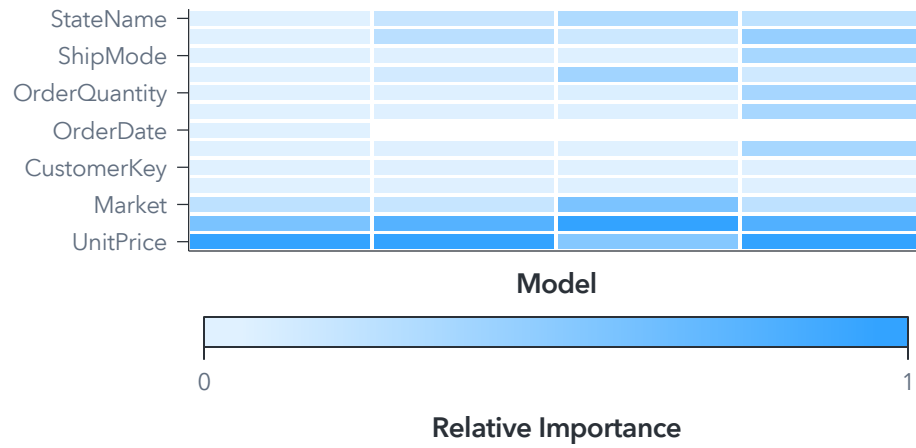 StateName
ShipMode
OrderQuantity
OrderDate
CustomerKey
Market
UnitPrice
Model
0 1
Relative Importance